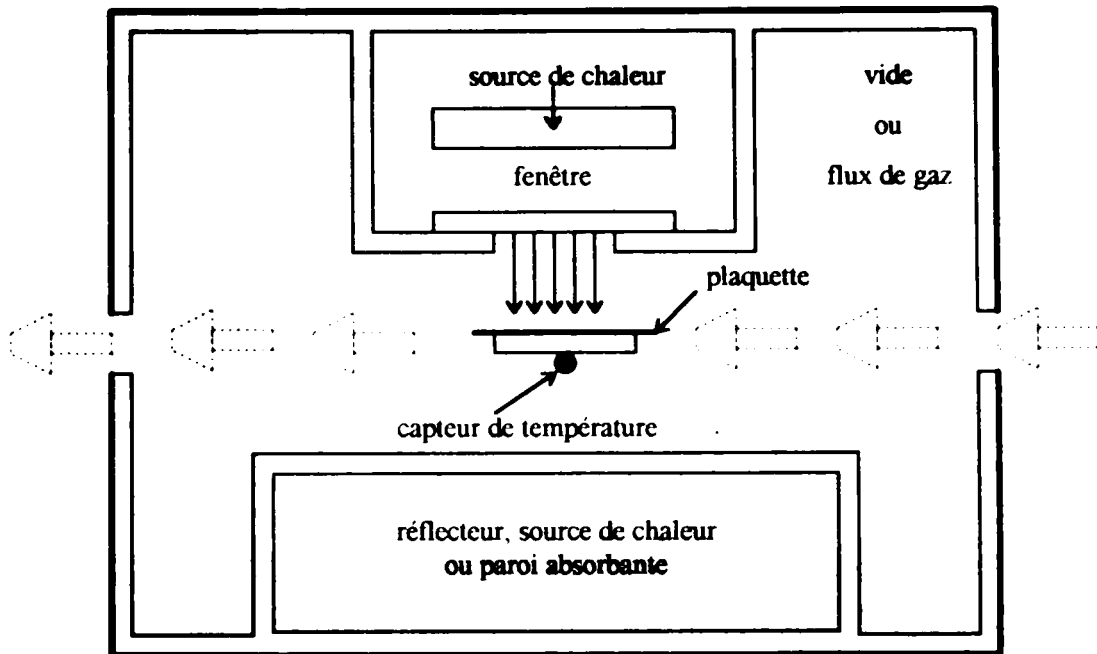 source de chaleur
fenêtre
vide
ou
flux de gaz
plaquette
capteur de température
réflecteur, source de chaleur
ou paroi absorbante